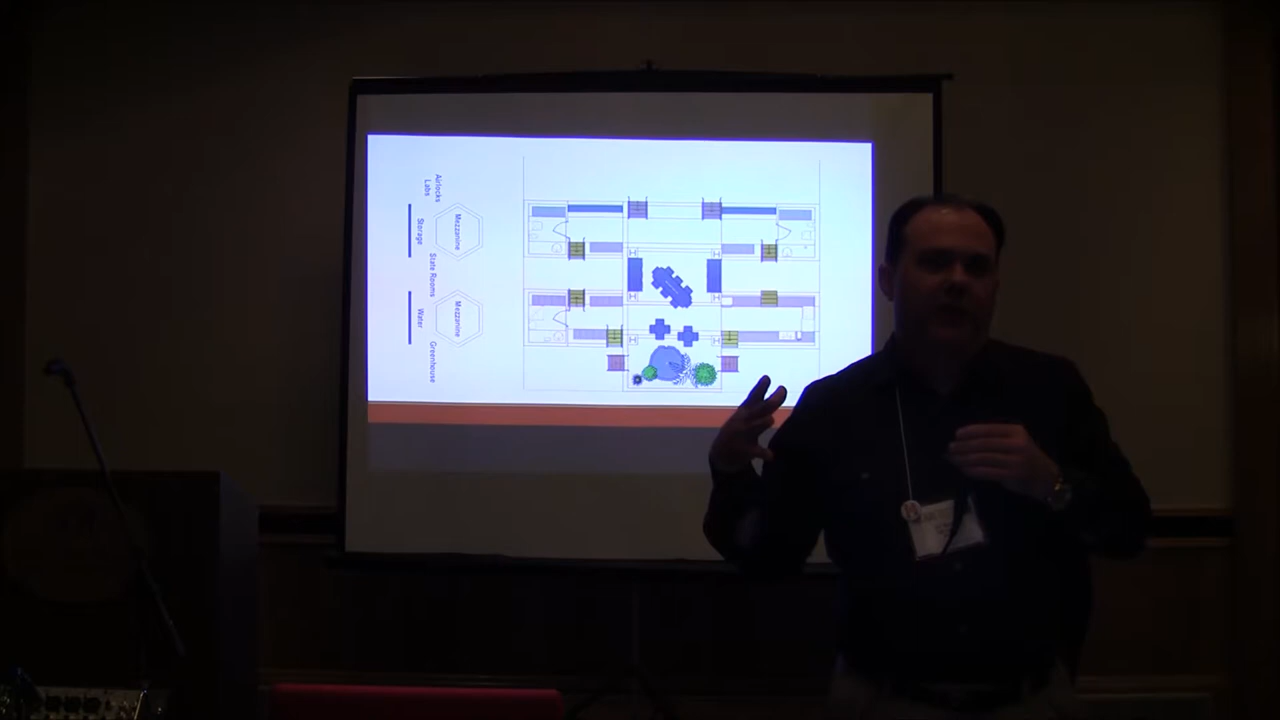 Airlocks
Labs
Mezzanine
Storage
State Rooms
Mezzanine
Water
Greenhouse